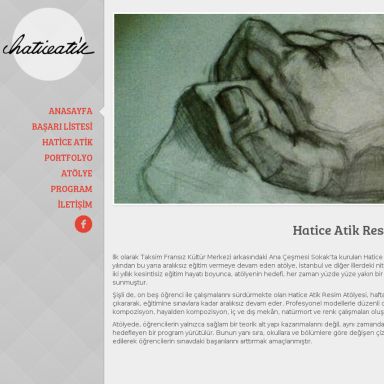 haticeatik
ANASAYFA
BAŞARI LİSTESİ
HATİCE ATİK
PORTFOLYO
ATÖLYE
PROGRAM
İLETİŞİM
f
Hatice Atik Res
İlk olarak Taksim Fransız Kültür Merkezi arkasındaki Ana Çeşmesi Sokak'ta kurulan Hatice
yılından bu yana aralıksız eğitim vermeye devam eden atölye, İstanbul ve diğer illerdeki nit
iki yıllık kesintisiz eğitim hayatı boyunca, atölyenin hedefi, her zaman yüzde yüze yakın bir
sunmuştur.
Şişli de, on beş öğrenci ile çalışmalarını sürdürmekte olan Hatice Atik Resim Atölyesi, hafta
çıkarak, eğitimine sınavlara kadar aralıksız devam eder. Profesyonel modellerle düzenli d
kompozisyon, hayalden kompozisyon, iç ve dış mekân, natürmort ve renk çalışmaları oluş
Atölyede, öğrencilerin yalnızca sağlam bir teorik alt yapı kazanmalarını değil, aynı zamanda
hedefleyen bir program yürütülür. Bunun yanı sıra, okullara ve bölümlere göre değişen çiz
edilerek öğrencilerin sınavdaki başarılarını arttırmak amaçlanmıştır.